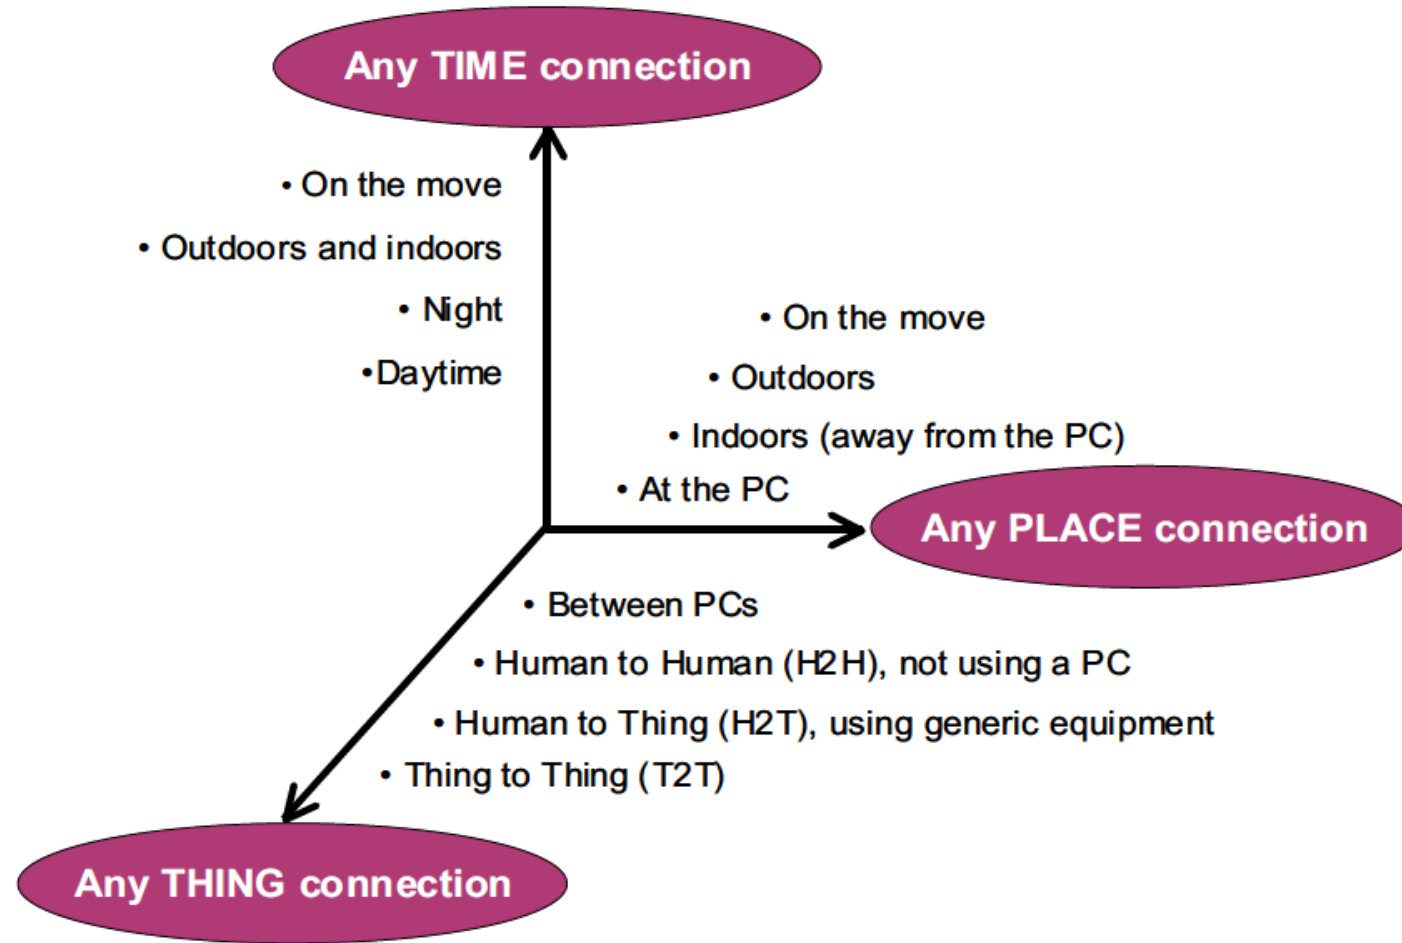 Any TIME connection
• On the move
• Outdoors and indoors
• Night
•Daytime
• On the move
• Outdoors
• Indoors (away from the PC)
• At the PC
Any PLACE connection
• Between PCs
• Human to Human (H2H), not using a PC
• Human to Thing (H2T), using generic equipment
• Thing to Thing (T2T)
Any THING connection